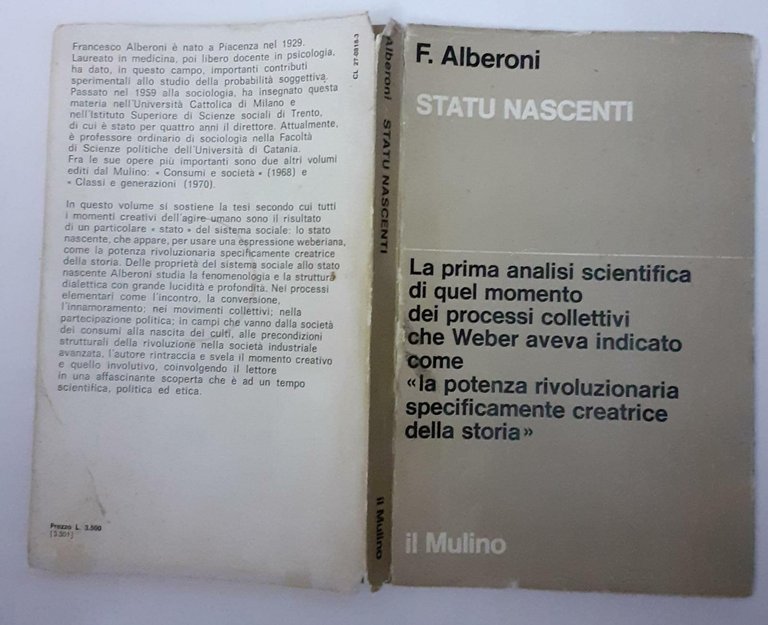 Francesco Alberoni è nato a Piacenza nel 1929.
Laureato in medicina, poi libero docente in psicologia,
ha dato, in questo campo, importanti contributi
sperimentali allo studio della probabilità soggettiva.
Passato nel 1959 alla sociologia, ha insegnato questa
materia nell'Università Cattolica di Milano e
nell'Istituto Superiore di Scienze sociali di Trento,
di cui è stato per quattro anni il direttore. Attualmente,
è professore ordinario di sociologia nella Facoltà
di Scienze politiche dell'Università di Catania.
Fra le sue opere più importanti sono due altri volumi
editi dal Mulino: « Consumi e società » (1968) e
« Classi e generazioni (1970).
In questo volume si sostiene la tesi secondo cui tutti
i momenti creativi dell'agire umano sono il risultato
di un particolare « stato » del sistema sociale: lo stato
nascente, che appare, per usare una espressione weberiana,
come la potenza rivoluzionaria specificamente creatrice
della storia. Delle proprietà del sistema sociale allo stato
nascente Alberoni studia la fenomenologia e la struttura
dialettica con grande lucidità e profondità. Nei processi
elementari come l'incontro, la conversione,
l'innamoramento; nei movimenti collettivi; nella
partecipazione politica; in campi che vanno dalla società
dei consumi alla nascita dei culti, alle precondizioni
strutturali della rivoluzione nella società industriale
avanzata, l'autore rintraccia e svela il momento creativo
e quello involutivo, coinvolgendo il lettore
in una affascinante scoperta che è ad un tempo
scientifica, politica ed etica.
Prezzo L. 3.500
[3.301]
CL 27-0818-3
Alberoni STATU NASCENTI
il Mulino
F. Alberoni
STATU NASCENTI
La prima analisi scientifica
di quel momento
dei processi collettivi
che Weber aveva indicato
come
«la potenza rivoluzionaria
specificamente creatrice
della storia»
il Mulino